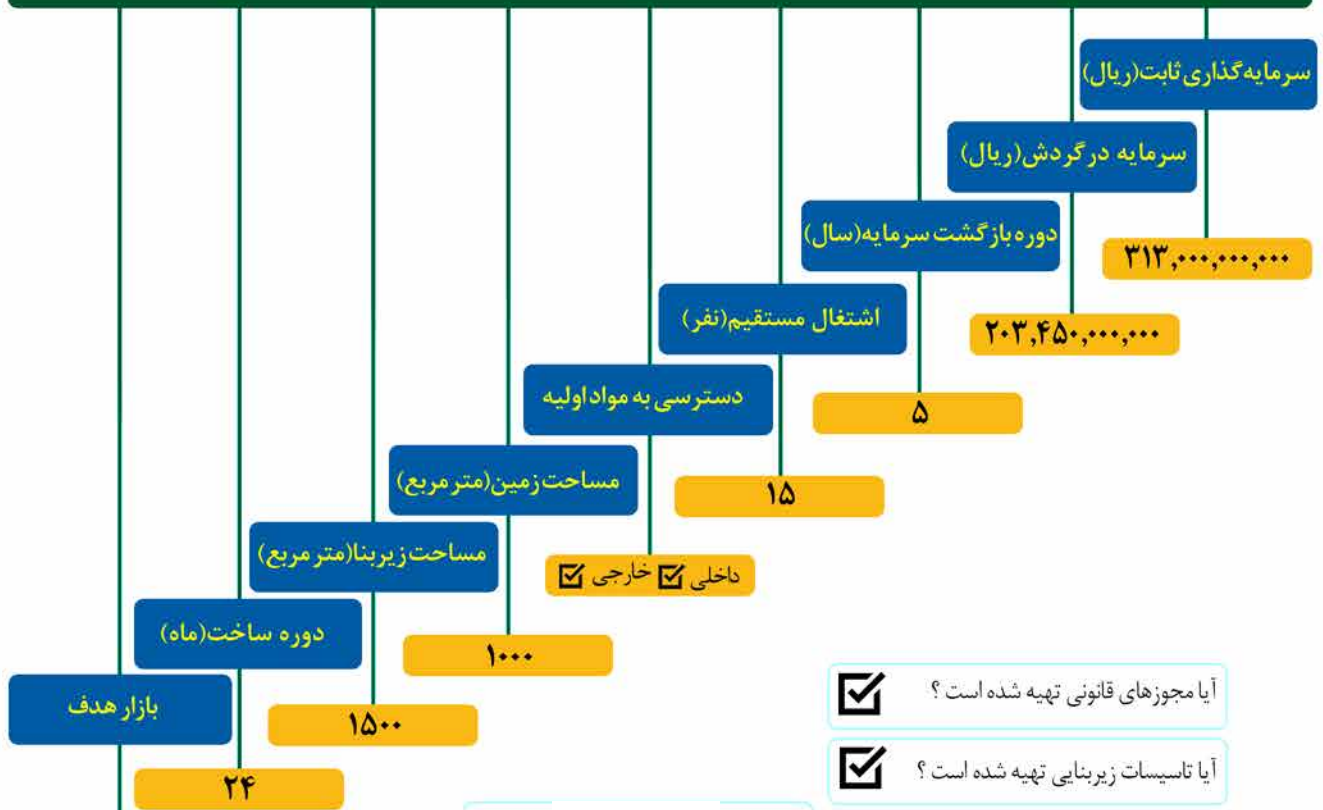 سرمایه‌گذاری ثابت(ریال)
۳۱۳,۰۰۰,۰۰۰,۰۰۰
سرمایه در گردش(ریال)
۲۰۳,۴۵۰,۰۰۰,۰۰۰
دوره بازگشت سرمایه(سال)
۵
اشتغال مستقیم(نفر)
۱۵
دسترسی به مواد اولیه
داخلی ☑ خارجی ☑
مساحت زمین(متر مربع)
۱۰۰۰
مساحت زیربنا(متر مربع)
۱۵۰۰
دوره ساخت(ماه)
۲۴
بازار هدف
آیا مجوزهای قانونی تهیه شده است ؟ ☑
آیا تاسیسات زیربنایی تهیه شده است ؟ ☑